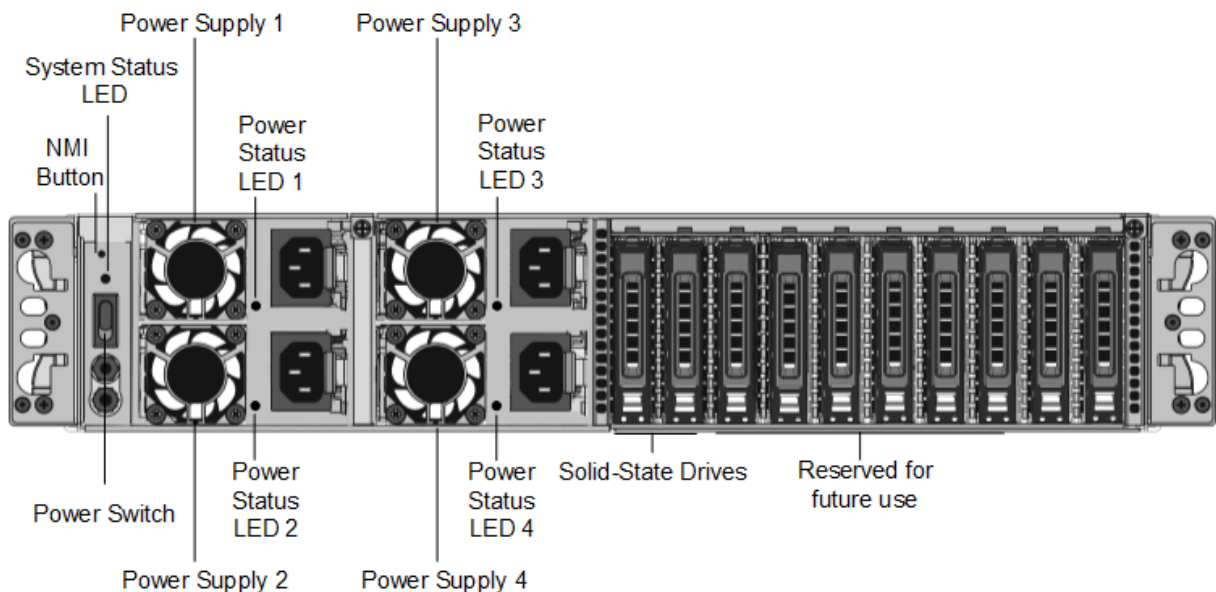 Power Supply 1
Power Supply 3
System Status
LED
Power
Status
LED 1
Power
Status
LED 3
NMI
Button
Solid-State Drives
Reserved for
future use
Power
Status
LED 2
Power
Status
LED 4
Power Switch
Power Supply 2
Power Supply 4